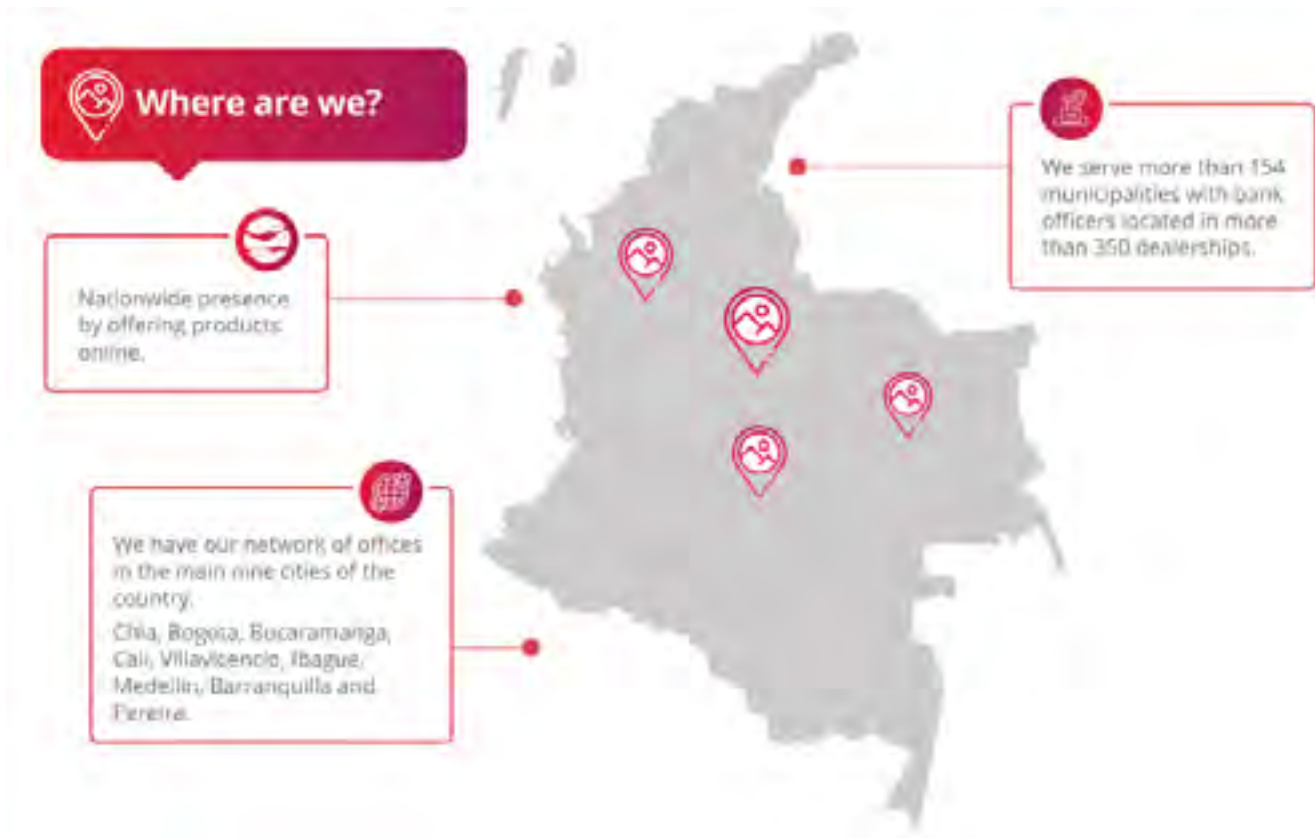 Where are we?
Nationwide presence
by offering products
online.
We have our network of offices
in the main nine cities of the
country.
Chia, Bogota, Bucaramanga,
Cali, Villavicencio, Ibague,
Medellin, Barranquilla and
Pereira.
We serve more than 154
municipalities with bank
officers located in more
than 350 dealerships.